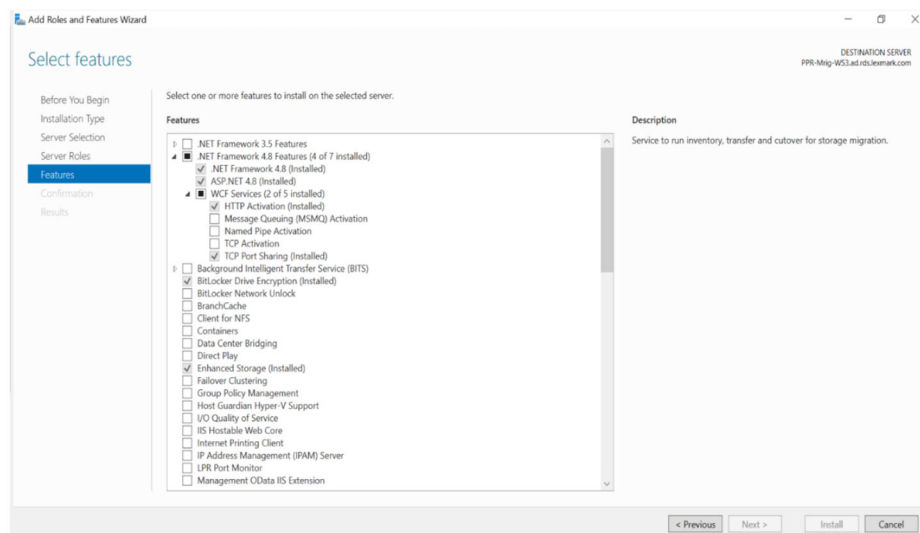 Add Roles and Features Wizard
Select features
DESTINATION SERVER
PPR-Mrig-WS3.ad.rds.lexmark.com
Before You Begin
Installation Type
Server Selection
Server Roles
Features
Confirmation
Results
Select one or more features to install on the selected server.
Features
.NET Framework 3.5 Features
.NET Framework 4.8 Features (4 of 7 installed)
.NET Framework 4.8 (Installed)
ASP.NET 4.8 (Installed)
WCF Services (2 of 5 installed)
HTTP Activation (Installed)
Message Queuing (MSMQ) Activation
Named Pipe Activation
TCP Activation
TCP Port Sharing (Installed)
Background Intelligent Transfer Service (BITS)
BitLocker Drive Encryption (Installed)
BitLocker Network Unlock
BranchCache
Client for NFS
Containers
Data Center Bridging
Direct Play
Enhanced Storage (Installed)
Failover Clustering
Group Policy Management
Host Guardian Hyper-V Support
I/O Quality of Service
IIS Hostable Web Core
Internet Printing Client
IP Address Management (IPAM) Server
LPR Port Monitor
Management OData IIS Extension
Description
Service to run inventory, transfer and cutover for storage migration.
< Previous
Next >
Install
Cancel